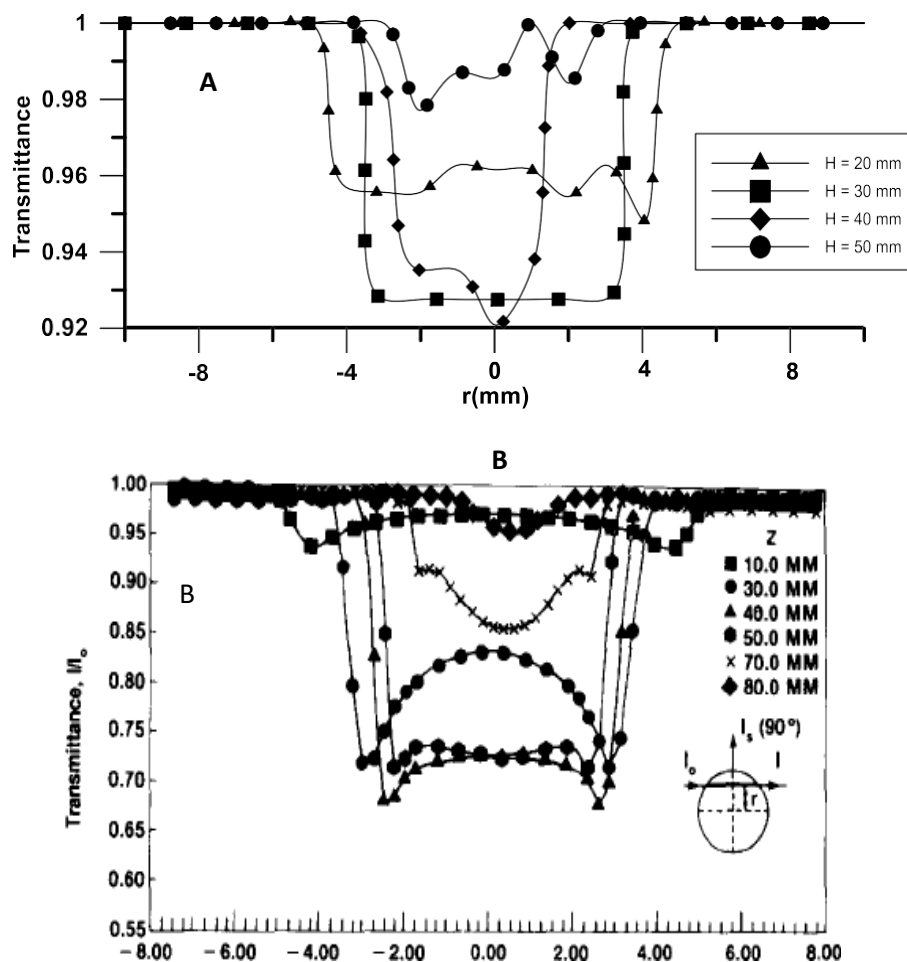 1
A
0.98
0.96
0.94
0.92
Transmittance
H = 20 mm
H = 30 mm
H = 40 mm
H = 50 mm
-8
-4
0
4
8
r(mm)
B
1.00
0.95
0.90
0.85
0.80
0.75
0.70
0.65
0.60
0.55
Transmittance, I/Io
B
Z
10.0 MM
30.0 MM
40.0 MM
50.0 MM
70.0 MM
80.0 MM
Is (90°)
Io
I
r
-8.00
-6.00
-4.00
-2.00
0.00
2.00
4.00
6.00
8.00